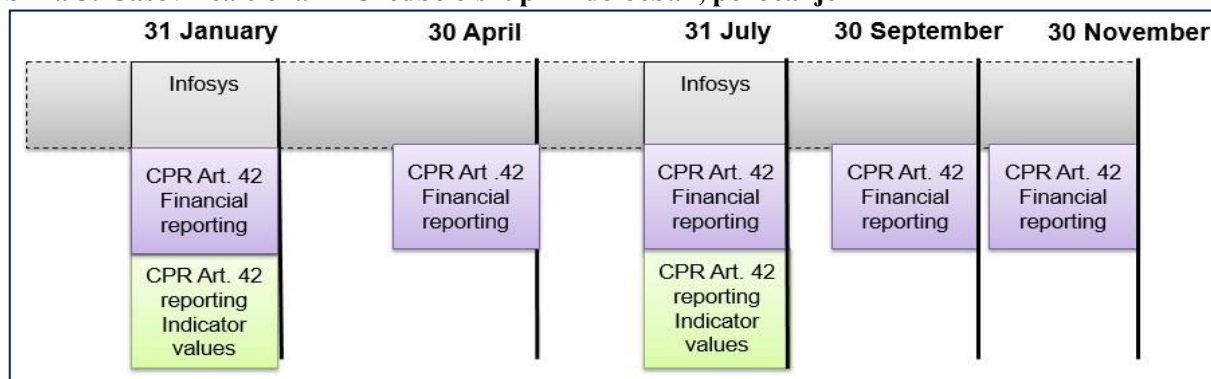 31 January 30 April 31 July 30 September 30 November
Infosys Infosys
CPR Art. 42 CPR Art .42 CPR Art. 42 CPR Art. 42 CPR Art. 42
Financial Financial Financial Financial Financial
reporting reporting reporting reporting reporting
CPR Art. 42 CPR Art. 42
reporting reporting
Indicator Indicator
values values